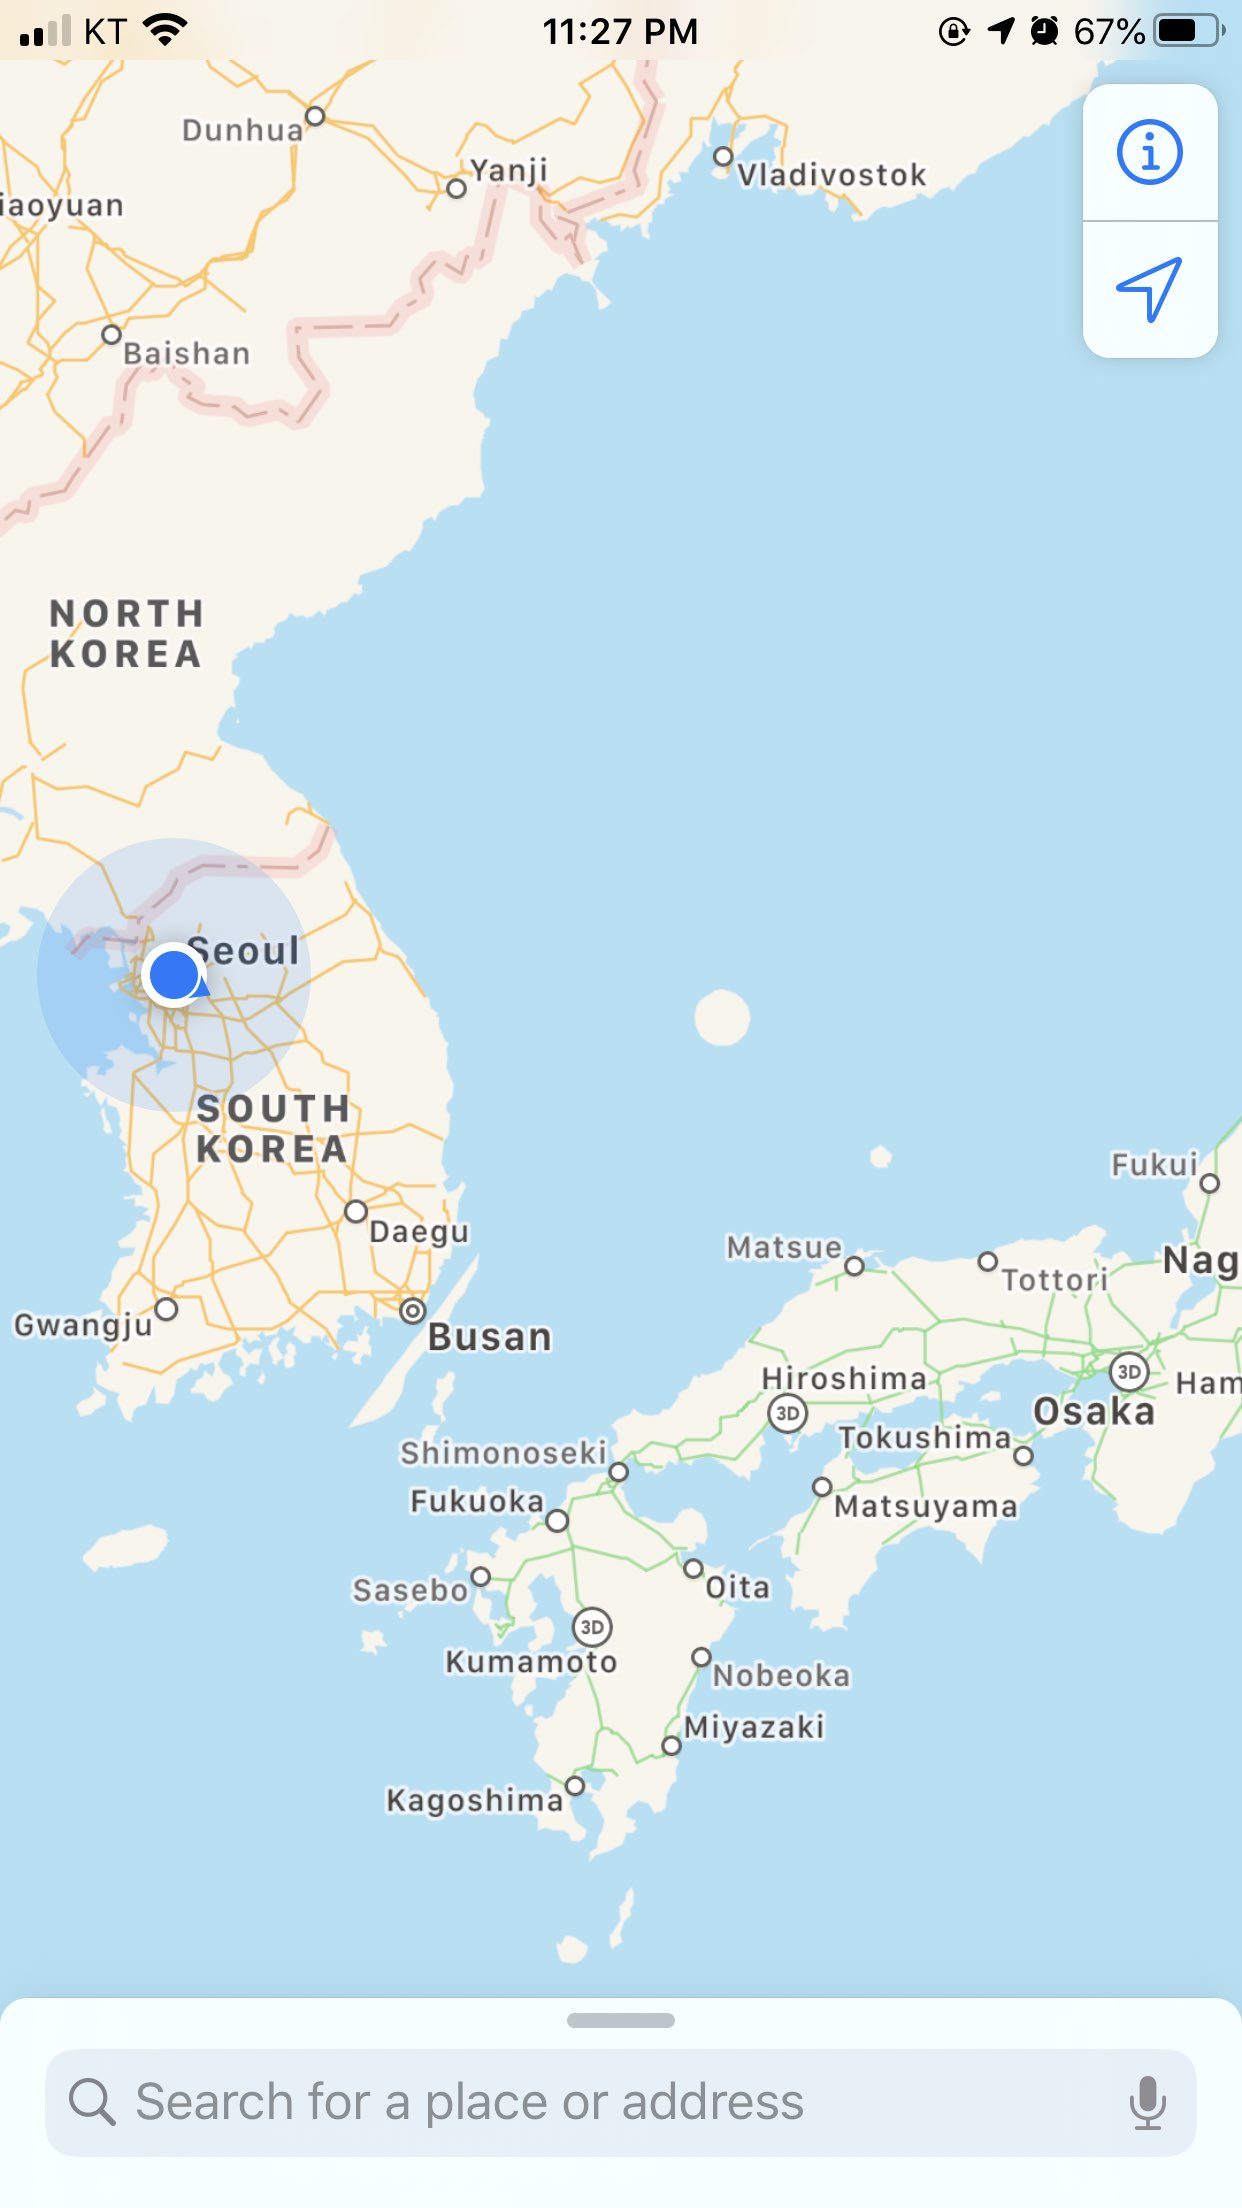 KT
11:27 PM
67%
Dunhua
Yanji
Vladivostok
iaoyuan
Baishan
NORTH
KOREA
Seoul
SOUTH
KOREA
Fukui
Daegu
Matsue
Tottori
Nag
Gwangju
Busan
Hiroshima
3D
3D
Ham
Osaka
Tokushima
Shimonoseki
Fukuoka
Matsuyama
Sasebo
Oita
3D
Kumamoto
Nobeoka
Miyazaki
Kagoshima
Search for a place or address